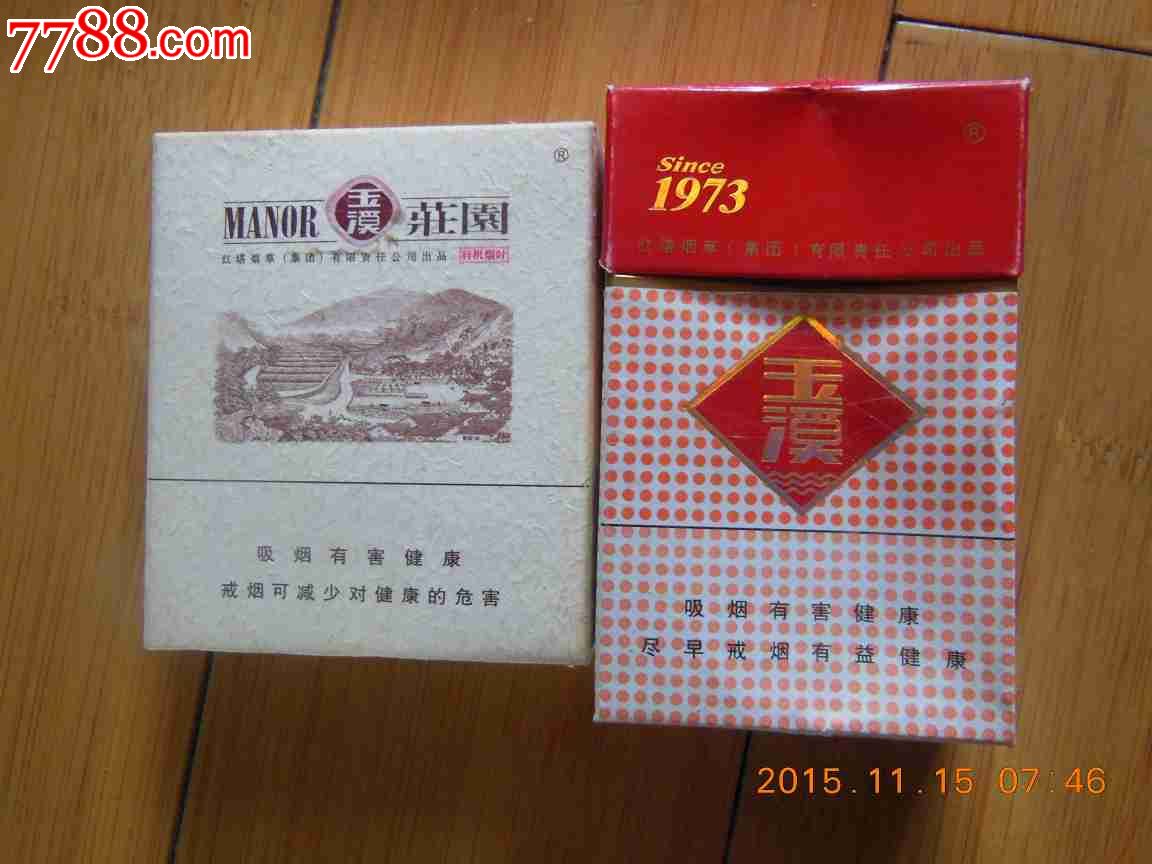 7788.com
®
MANOR 玉溪 莊園
红塔烟草(集团)有限责任公司出品 有机烟叶
吸烟有害健康
戒烟可减少对健康的危害
®
Since
1973
红塔烟草(集团)有限责任公司出品
玉溪
吸烟有害健康
尽早戒烟有益健康
2015.11.15 07:46